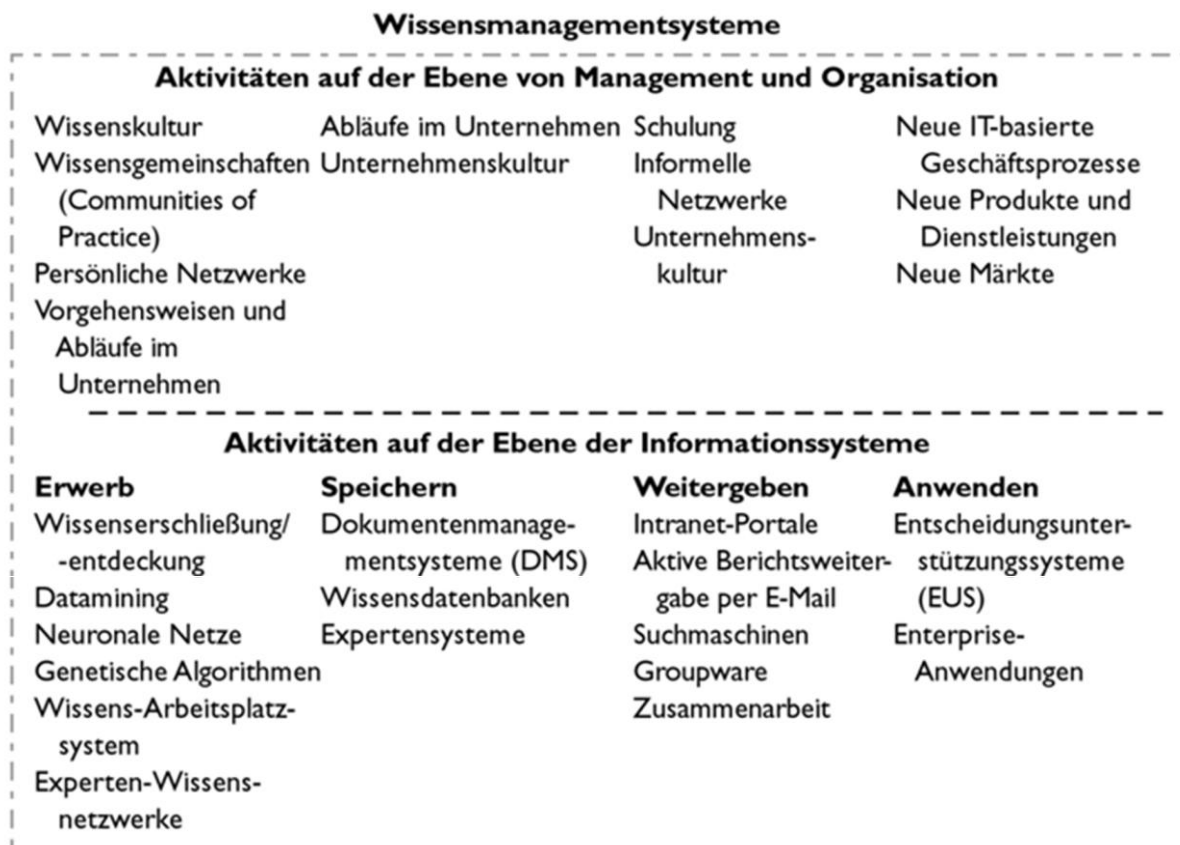 Wissensmanagementsysteme
Aktivitäten auf der Ebene von Management und Organisation
Wissenskultur
Wissensgemeinschaften
(Communities of
Practice)
Persönliche Netzwerke
Vorgehensweisen und
Abläufe im
Unternehmen
Abläufe im Unternehmen
Unternehmenskultur
Schulung
Informelle
Netzwerke
Unternehmens-
kultur
Neue IT-basierte
Geschäftsprozesse
Neue Produkte und
Dienstleistungen
Neue Märkte
Aktivitäten auf der Ebene der Informationssysteme
Erwerb
Wissenserschließung/
-entdeckung
Datamining
Neuronale Netze
Genetische Algorithmen
Wissens-Arbeitsplatz-
system
Experten-Wissens-
netzwerke
Speichern
Dokumentenmanage-
mentsysteme (DMS)
Wissensdatenbanken
Expertensysteme
Weitergeben
Intranet-Portale
Aktive Berichtsweiter-
gabe per E-Mail
Suchmaschinen
Groupware
Zusammenarbeit
Anwenden
Entscheidungsunter-
stützungssysteme
(EUS)
Enterprise-
Anwendungen